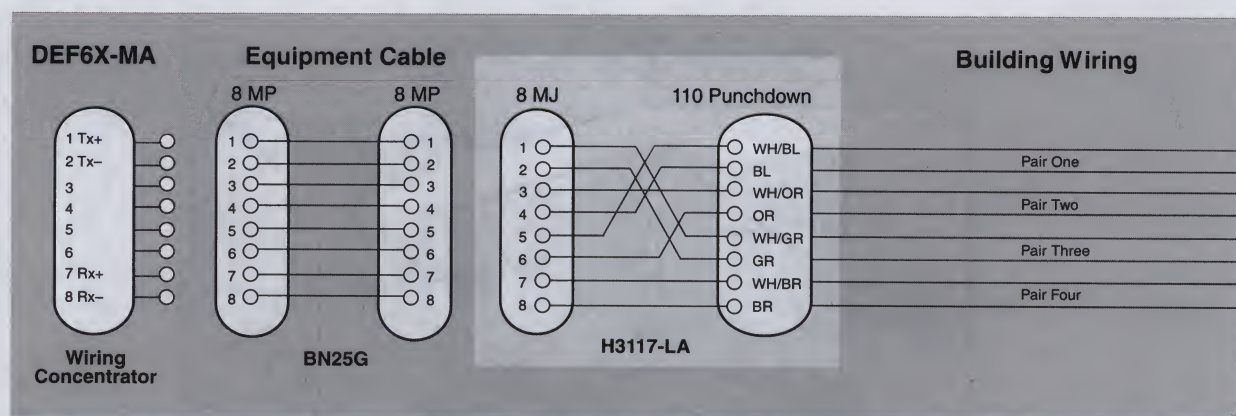 DEF6X-MA
Equipment Cable
Building Wiring
8 MP
8 MP
8 MJ
110 Punchdown
1 Tx+
2 Tx–
3
4
5
6
7 Rx+
8 Rx–
1
2
3
4
5
6
7
8
1
2
3
4
5
6
7
8
1
2
3
4
5
6
7
8
WH/BL
BL
WH/OR
OR
WH/GR
GR
WH/BR
BR
Pair One
Pair Two
Pair Three
Pair Four
Wiring
Concentrator
BN25G
H3117-LA